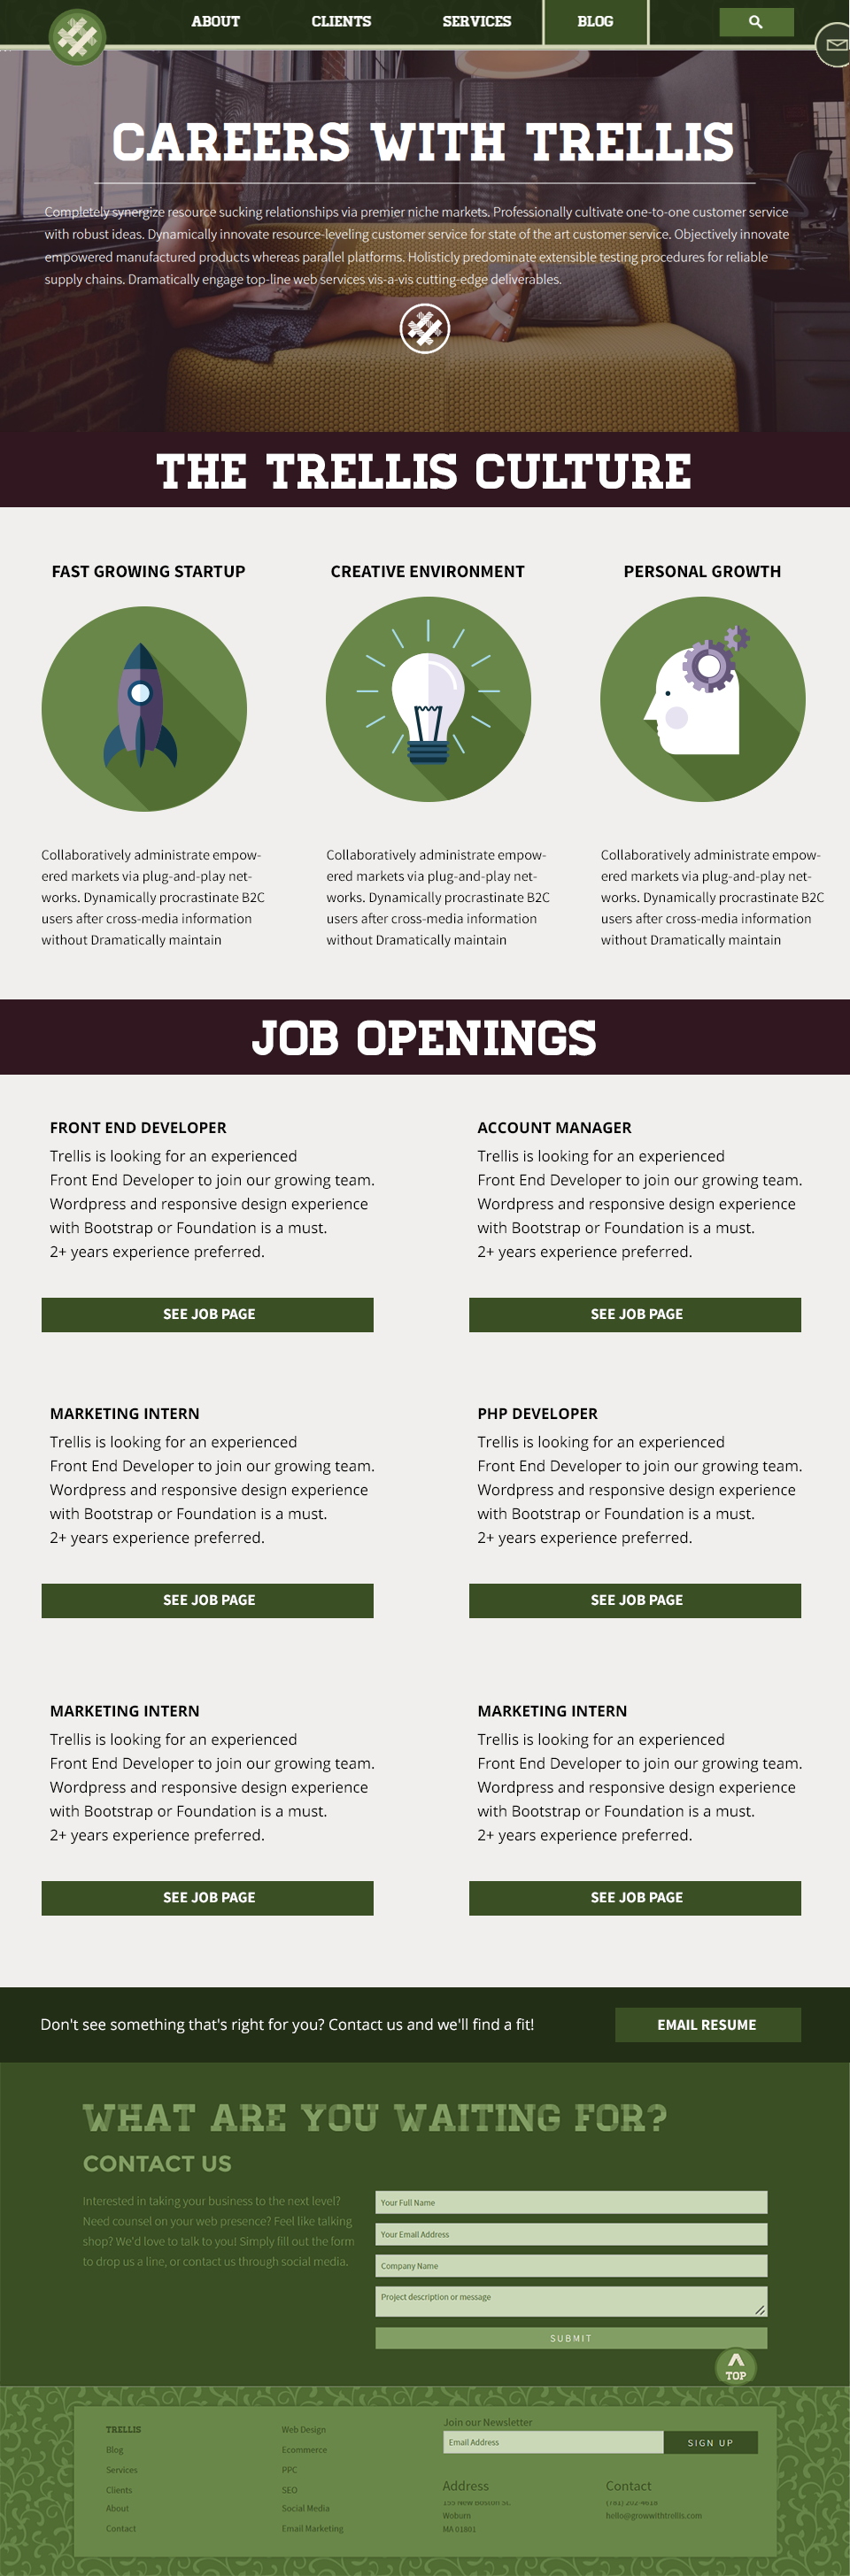 ABOUT
CLIENTS
SERVICES
BLOG
CAREERS WITH TRELLIS
Completely synergize resource sucking relationships via premier niche markets. Professionally cultivate one-to-one customer service
with robust ideas. Dynamically innovate resource-leveling customer service for state of the art customer service. Objectively innovate
empowered manufactured products whereas parallel platforms. Holisticly predominate extensible testing procedures for reliable
supply chains. Dramatically engage top-line web services vis-a-vis cutting-edge deliverables.
THE TRELLIS CULTURE
FAST GROWING STARTUP
CREATIVE ENVIRONMENT
PERSONAL GROWTH
Collaboratively administrate empow-
ered markets via plug-and-play net-
works. Dynamically procrastinate B2C
users after cross-media information
without Dramatically maintain
Collaboratively administrate empow-
ered markets via plug-and-play net-
works. Dynamically procrastinate B2C
users after cross-media information
without Dramatically maintain
Collaboratively administrate empow-
ered markets via plug-and-play net-
works. Dynamically procrastinate B2C
users after cross-media information
without Dramatically maintain
JOB OPENINGS
FRONT END DEVELOPER
Trellis is looking for an experienced
Front End Developer to join our growing team.
Wordpress and responsive design experience
with Bootstrap or Foundation is a must.
2+ years experience preferred.
SEE JOB PAGE
ACCOUNT MANAGER
Trellis is looking for an experienced
Front End Developer to join our growing team.
Wordpress and responsive design experience
with Bootstrap or Foundation is a must.
2+ years experience preferred.
SEE JOB PAGE
MARKETING INTERN
Trellis is looking for an experienced
Front End Developer to join our growing team.
Wordpress and responsive design experience
with Bootstrap or Foundation is a must.
2+ years experience preferred.
SEE JOB PAGE
PHP DEVELOPER
Trellis is looking for an experienced
Front End Developer to join our growing team.
Wordpress and responsive design experience
with Bootstrap or Foundation is a must.
2+ years experience preferred.
SEE JOB PAGE
MARKETING INTERN
Trellis is looking for an experienced
Front End Developer to join our growing team.
Wordpress and responsive design experience
with Bootstrap or Foundation is a must.
2+ years experience preferred.
SEE JOB PAGE
MARKETING INTERN
Trellis is looking for an experienced
Front End Developer to join our growing team.
Wordpress and responsive design experience
with Bootstrap or Foundation is a must.
2+ years experience preferred.
SEE JOB PAGE
Don't see something that's right for you? Contact us and we'll find a fit!
EMAIL RESUME
WHAT ARE YOU WAITING FOR?
CONTACT US
Interested in taking your business to the next level?
Need counsel on your web presence? Feel like talking
shop? We'd love to talk to you! Simply fill out the form
to drop us a line, or contact us through social media.
Your Full Name
Your Email Address
Company Name
Project description or message
SUBMIT
TOP
TRELLIS
Blog
Services
Clients
About
Contact
Web Design
Ecommerce
PPC
SEO
Social Media
Email Marketing
Join our Newsletter
Email Address
SIGN UP
Address
Woburn
MA 01801
Contact
hello@growwithtrellis.com